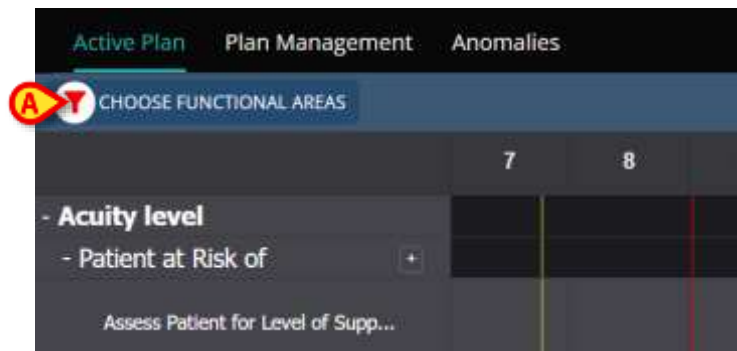 Active Plan Plan Management Anomalies
A CHOOSE FUNCTIONAL AREAS
7 8
- Acuity level
- Patient at Risk of +
Assess Patient for Level of Supp...